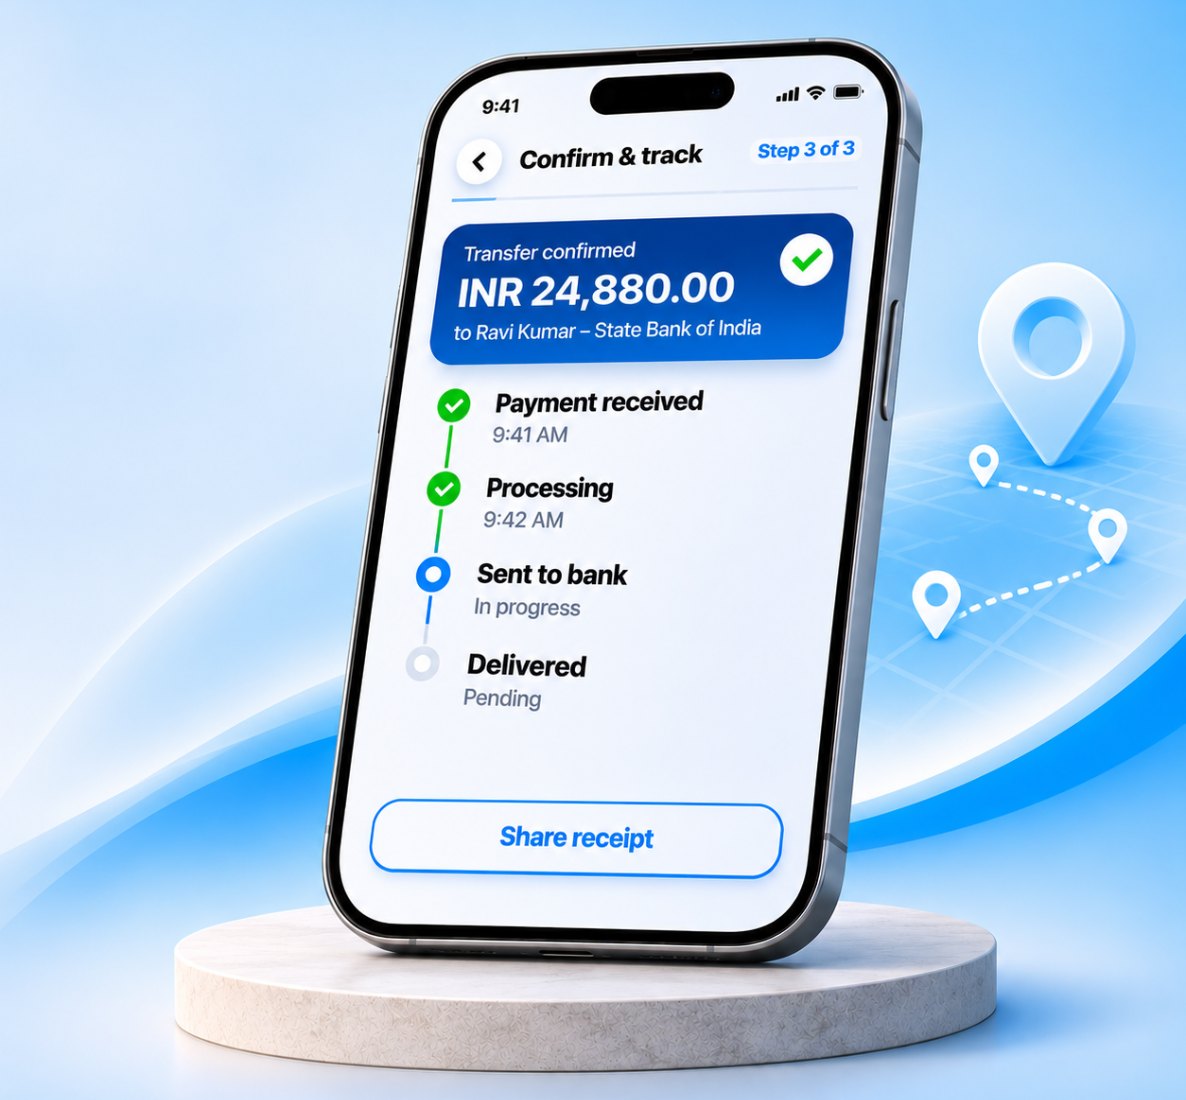 9:41
Confirm & track
Step 3 of 3
Transfer confirmed
INR 24,880.00
to Ravi Kumar – State Bank of India
Payment received
9:41 AM
Processing
9:42 AM
Sent to bank
In progress
Delivered
Pending
Share receipt